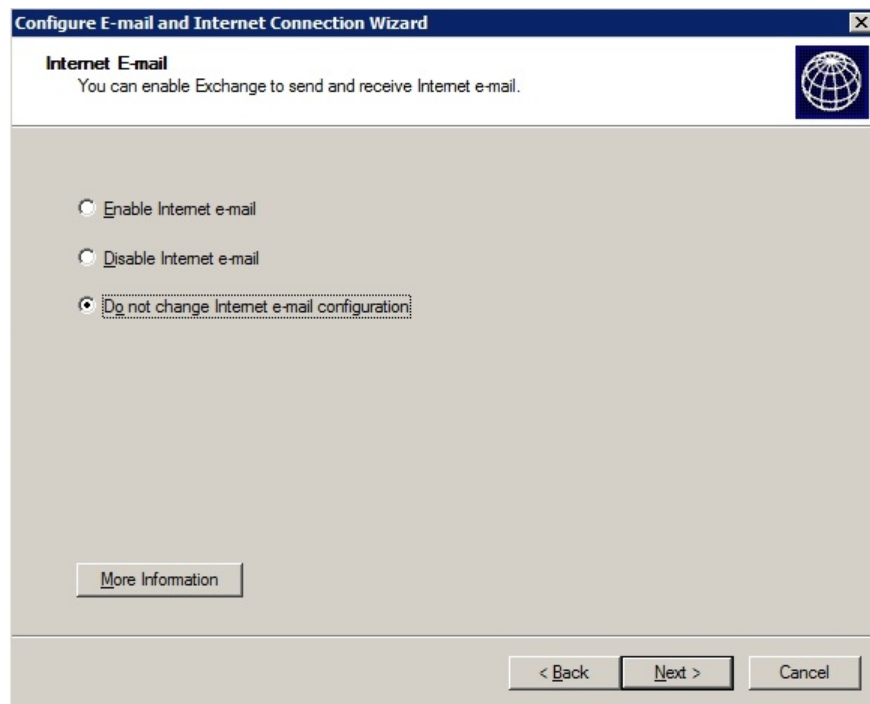 Configure E-mail and Internet Connection Wizard
Internet E-mail
You can enable Exchange to send and receive Internet e-mail.
Enable Internet e-mail
Disable Internet e-mail
Do not change Internet e-mail configuration
More Information
< Back Next > Cancel